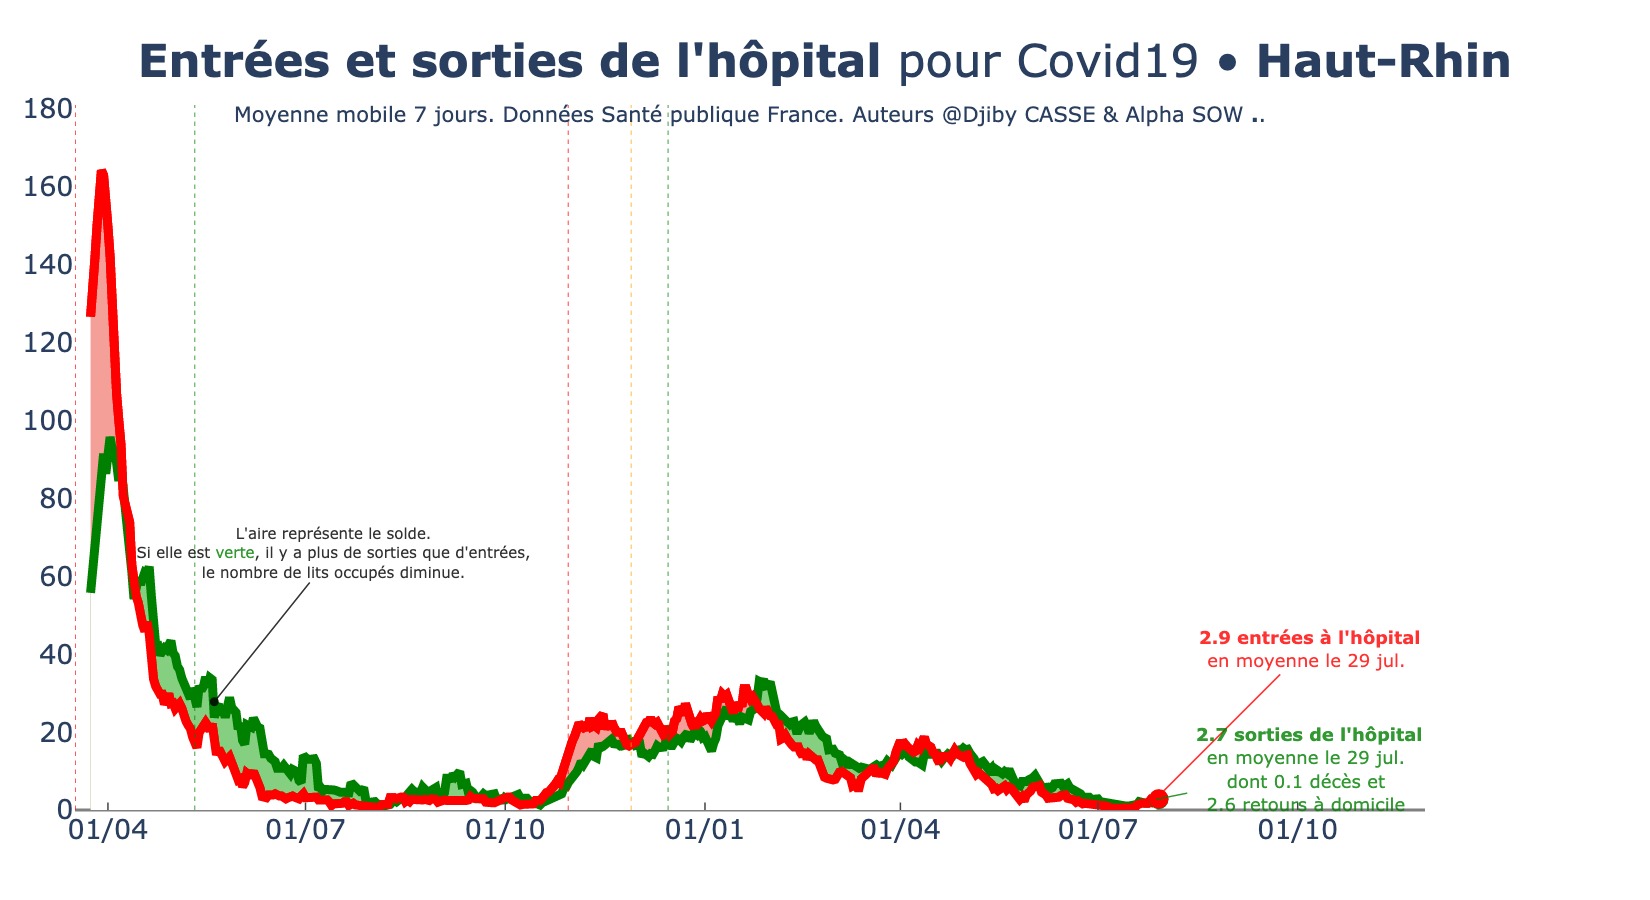 Entrées et sorties de l'hôpital pour Covid19 • Haut-Rhin
Moyenne mobile 7 jours. Données Santé publique France. Auteurs @Djiby CASSE & Alpha SOW ..
180
160
140
120
100
80
60
40
20
0
L'aire représente le solde.
Si elle est verte, il y a plus de sorties que d'entrées,
le nombre de lits occupés diminue.
2.9 entrées à l'hôpital
en moyenne le 29 jul.
2.7 sorties de l'hôpital
en moyenne le 29 jul.
dont 0.1 décès et
2.6 retours à domicile
01/04 01/07 01/10 01/01 01/04 01/07 01/10